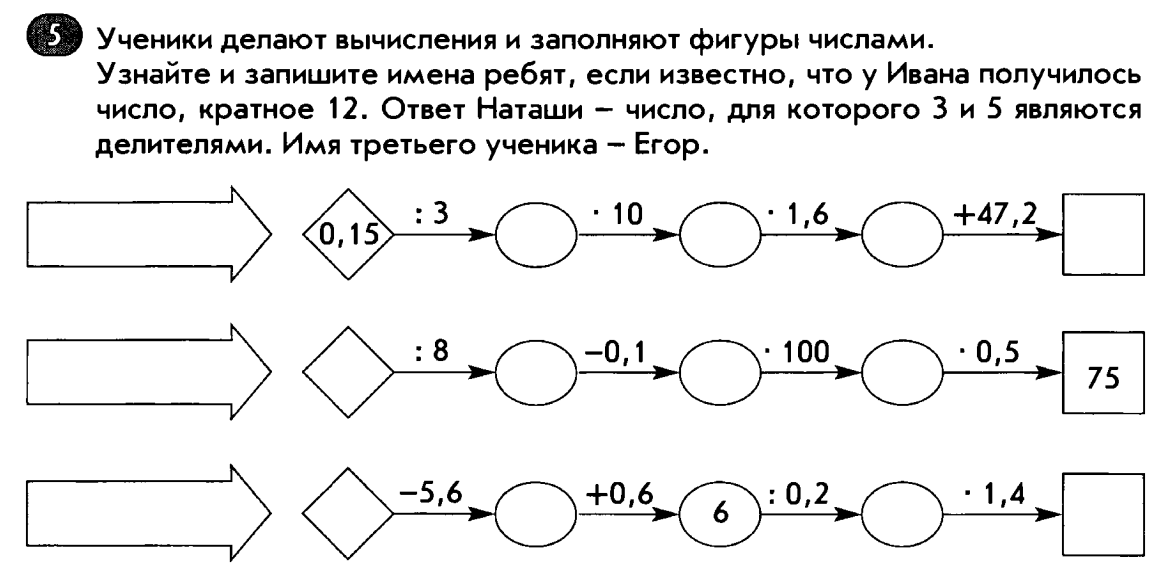 5 Ученики делают вычисления и заполняют фигуры числами.
Узнайте и запишите имена ребят, если известно, что у Ивана получилось
число, кратное 12. Ответ Наташи – число, для которого 3 и 5 являются
делителями. Имя третьего ученика – Егор.
0,15 : 3 · 10 · 1,6 +47,2
: 8 –0,1 · 100 · 0,5 75
–5,6 +0,6 6 : 0,2 · 1,4